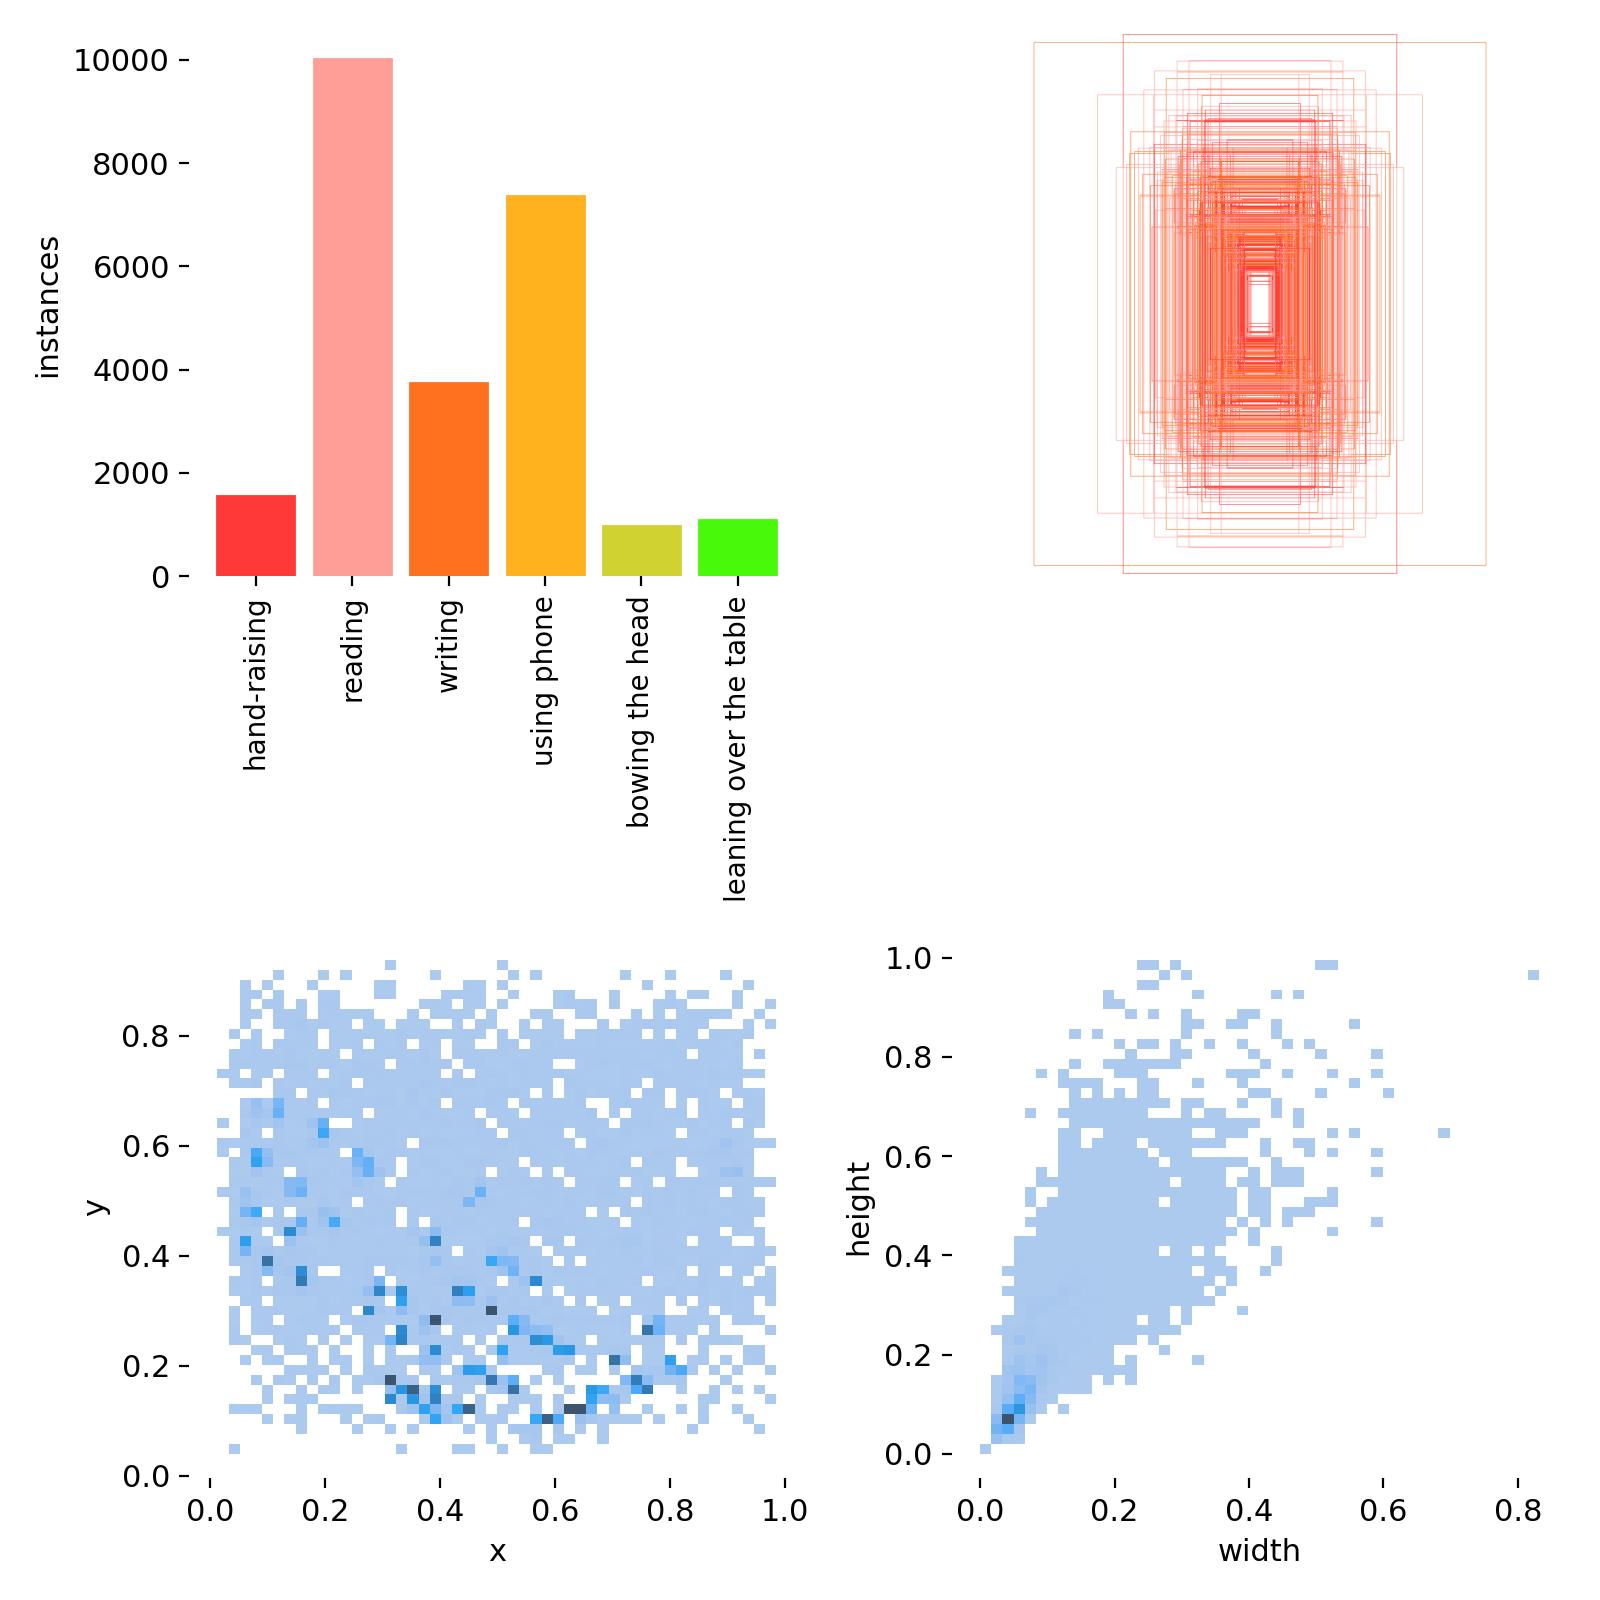 10000
8000
6000
4000
2000
0
instances
hand-raising
reading
writing
using phone
bowing the head
leaning over the table
0.8
0.6
0.4
0.2
0.0
y
0.0 0.2 0.4 0.6 0.8 1.0
x
1.0
0.8
0.6
0.4
0.2
0.0
height
0.0 0.2 0.4 0.6 0.8
width